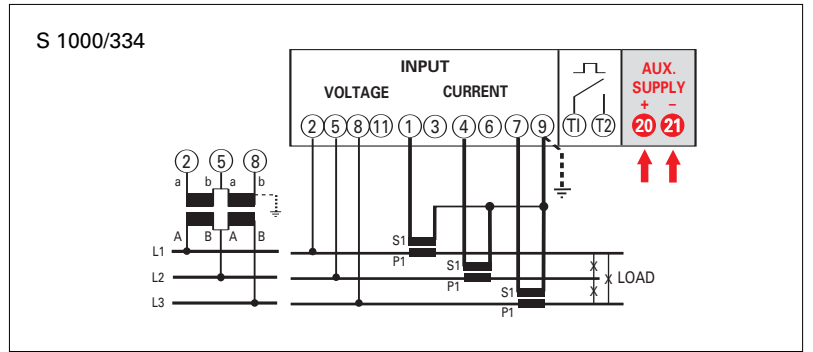 S 1000/334
INPUT
VOLTAGE CURRENT
AUX.
SUPPLY
+ −
2 5 8 11 1 3 4 6 7 9 T1 T2 20 21
2 5 8
a b a b
A B A B
S1
P1
S1
P1
S1
P1
L1
L2
L3
X
X X LOAD
X